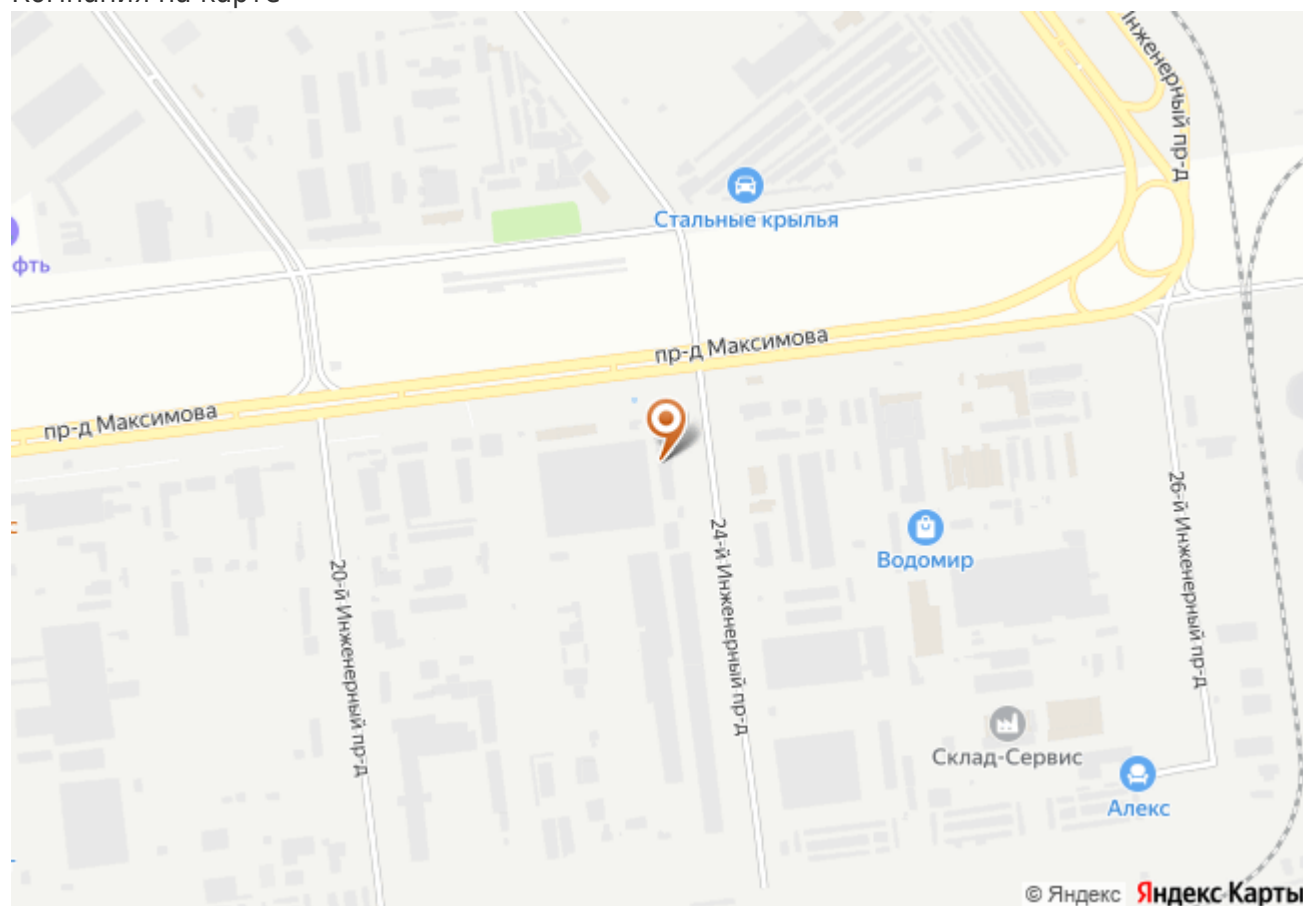 Инженерный пр-д
Стальные крылья
фть
пр-д Максимова
пр-д Максимова
с
26-й Инженерный пр-д
24-й Инженерный пр-д
Водомир
20-й Инженерный пр-д
Склад-Сервис
Алекс
© Яндекс Яндекс Карты